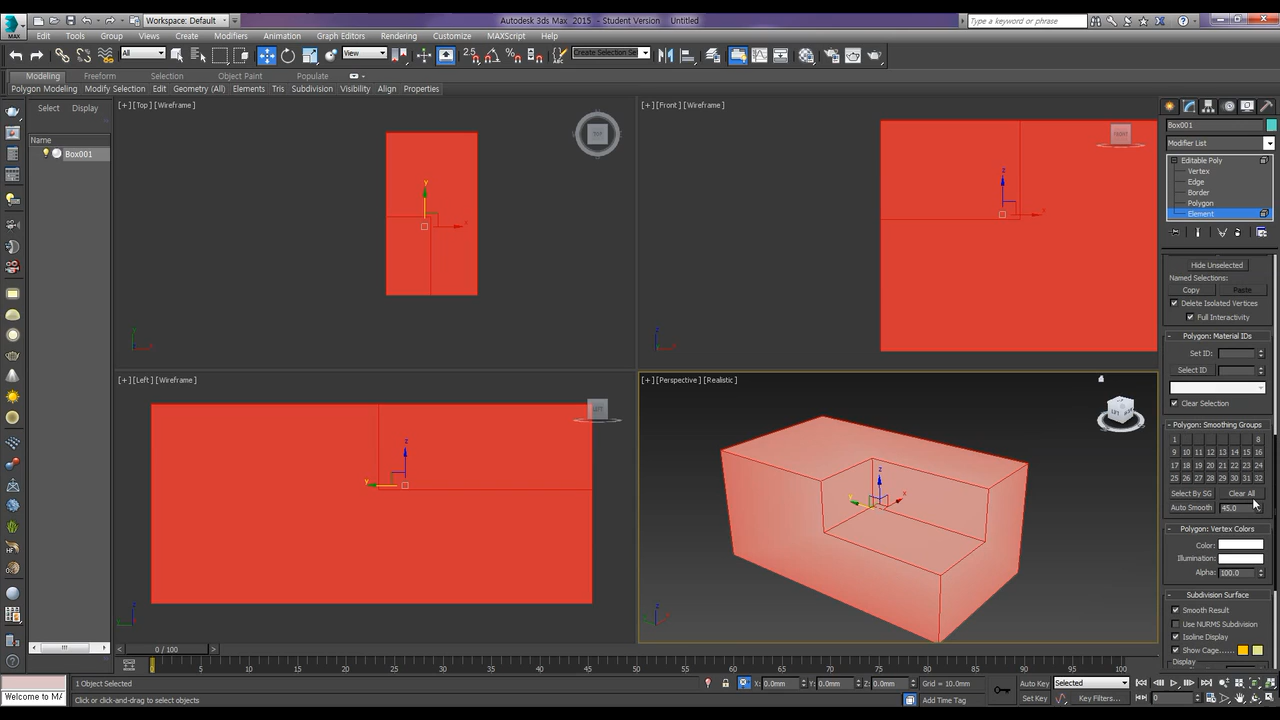 Workspace: Default
Autodesk 3ds Max 2015 - Student Version Untitled
Type a keyword or phrase
MAX
Edit Tools Group Views Create Modifiers Animation Graph Editors Rendering Customize MAXScript Help
All
View
2.5
Create Selection Se
Modeling Freeform Selection Object Paint Populate
Polygon Modeling Modify Selection Edit Geometry (All) Elements Tris Subdivision Visibility Align Properties
Select Display
Name
Box001
[+] [Top] [Wireframe]
TOP
[+] [Front] [Wireframe]
FRONT
[+] [Left] [Wireframe]
LEFT
[+] [Perspective] [Realistic]
Box001
Modifier List
Editable Poly
Vertex
Edge
Border
Polygon
Element
Hide Unselected
Named Selections:
Copy Paste
Delete Isolated Vertices
Full Interactivity
Polygon: Material IDs
Set ID:
Select ID
Clear Selection
Polygon: Smoothing Groups
1 8
9 10 11 12 13 14 15 16
17 18 19 20 21 22 23 24
25 26 27 28 29 30 31 32
Select By SG Clear All
Auto Smooth 45.0
Polygon: Vertex Colors
Color:
Illumination:
Alpha: 100.0
Subdivision Surface
Smooth Result
Use NURMS Subdivision
Isoline Display
Show Cage......
Display
0 / 100
0 5 10 15 20 25 30 35 40 45 50 55 60 65 70 75 80 85 90 95 100
1 Object Selected
X: 0.0mm Y: 0.0mm Z: 0.0mm Grid = 10.0mm
Auto Key Selected
Welcome to MA
Click or click-and-drag to select objects
Add Time Tag
Set Key Key Filters...
0